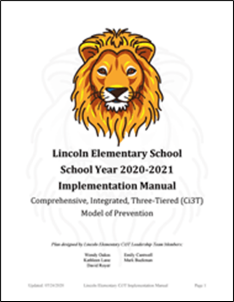 Lincoln Elementary School
School Year 2020-2021
Implementation Manual
Comprehensive, Integrated, Three-Tiered (Ci3T)
Model of Prevention
Plan designed by Lincoln Elementary Ci3T Leadership Team Members:
Wendy Oakes Emily Cantwell
Kathleen Lane Mark Buckman
David Royer
Lincoln Elementary Ci3T Implementation Manual
Page 1